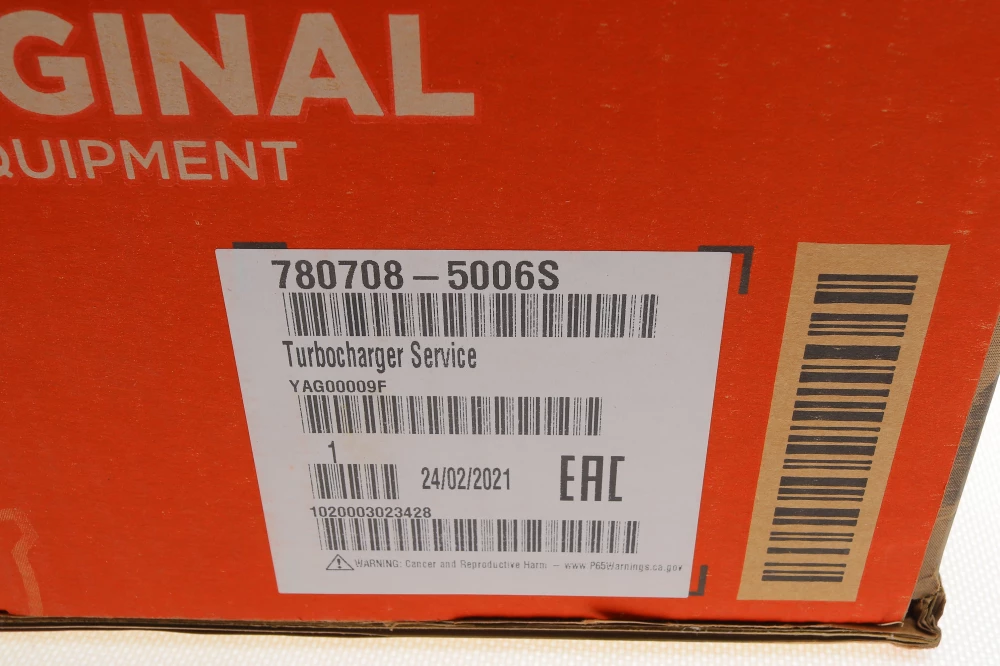 GINAL
QUIPMENT
780708-5006S
Turbocharger Service
YAG00009F
1
24/02/2021
EAC
1020003023428
WARNING: Cancer and Reproductive Harm - www.P65Warnings.ca.gov